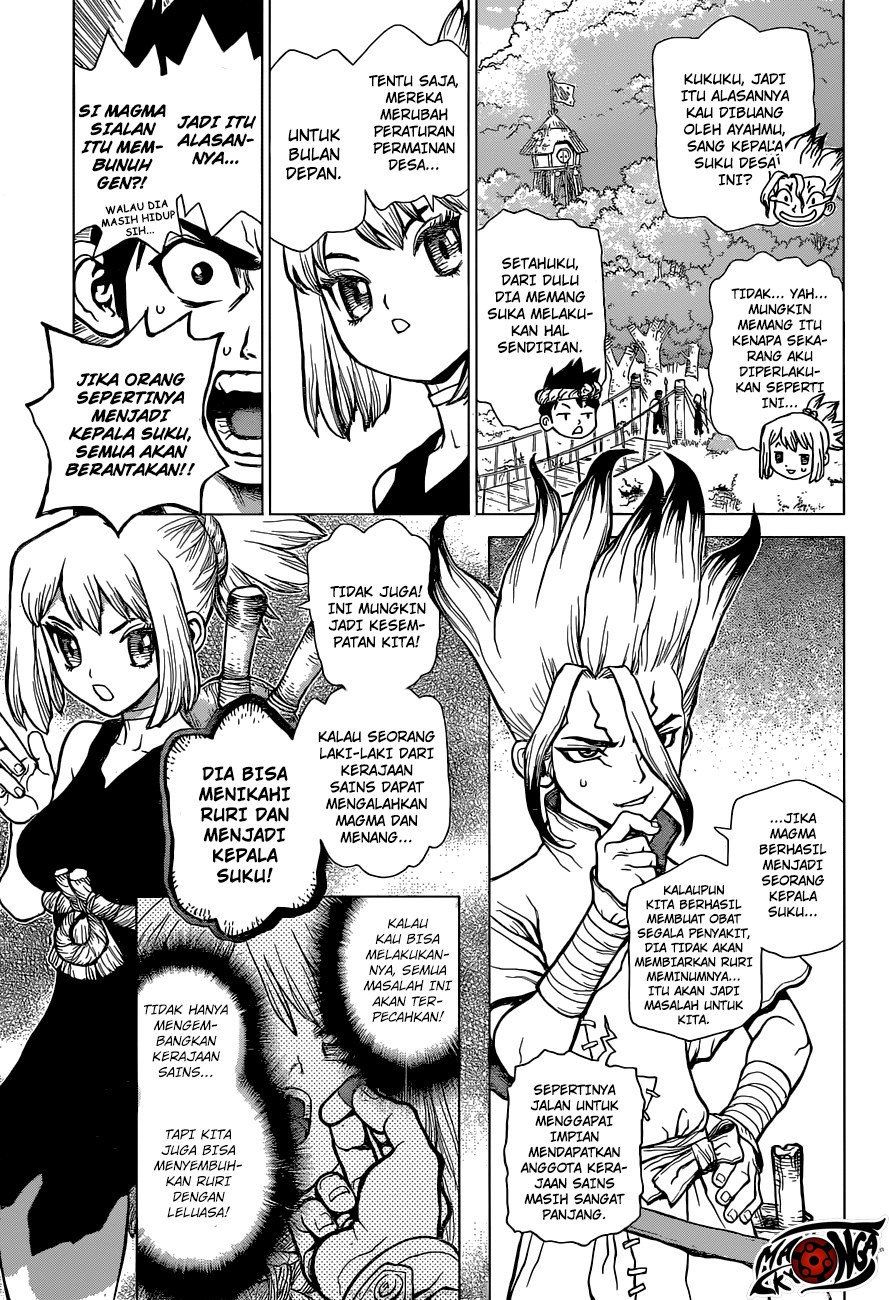 KUKUKU, JADI
ITU ALASANNYA
KAU DIBUANG
OLEH AYAHMU,
SANG KEPALA
SUKU DESA
INI?
TIDAK... YAH...
MUNGKIN
MEMANG ITU
KENAPA SEKA-
RANG AKU
DIPERLAKU-
KAN SEPERTI
INI...
SETAHUKU,
DARI DULU
DIA MEMANG
SUKA MELAKU-
KAN HAL
SENDIRIAN.
TENTU SAJA,
MEREKA
MERUBAH
PERATURAN
PERMAINAN
DESA...
UNTUK
BULAN
DEPAN.
JADI ITU
ALASAN-
NYA...
SI MAGMA
SIALAN
ITU MEM-
BUNUH
GEN?!
WALAU DIA
MASIH HIDUP
SIH...
JIKA ORANG
SEPERTINYA
MENJADI
KEPALA SUKU,
SEMUA AKAN
BERANTAKAN!!
...JIKA
MAGMA
BERHASIL
MENJADI
SEORANG
KEPALA
SUKU...
KALAUPUN
KITA BERHASIL
MEMBUAT OBAT
SEGALA PENYAKIT,
DIA TIDAK AKAN
MEMBIARKAN RURI
MEMINUMNYA...
ITU AKAN JADI
MASALAH UNTUK
KITA.
SEPERTINYA
JALAN UNTUK
MENGGAPAI
IMPIAN
MENDAPATKAN
ANGGOTA KERA-
JAAN SAINS
MASIH SANGAT
PANJANG.
TIDAK JUGA!
INI MUNGKIN
JADI KESEM-
PATAN KITA!
KALAU SEORANG
LAKI-LAKI DARI
KERAJAAN
SAINS DAPAT
MENGALAHKAN
MAGMA DAN
MENANG...
DIA BISA
MENIKAHI
RURI DAN
MENJADI
KEPALA
SUKU!
KALAU
KAU BISA
MELAKUKAN-
NYA, SEMUA
MASALAH INI
AKAN TER-
PECAHKAN!
TIDAK HANYA
MENGEM-
BANGKAN
KERAJAAN
SAINS...
TAPI KITA
JUGA BISA
MENYEMBUH-
KAN RURI
DENGAN
LELUASA!